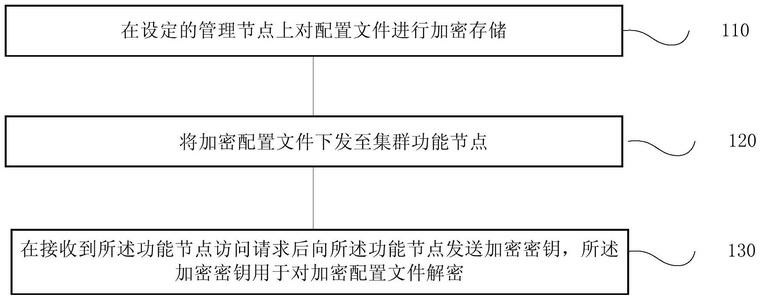 在设定的管理节点上对配置文件进行加密存储
110
将加密配置文件下发至集群功能节点
120
在接收到所述功能节点访问请求后向所述功能节点发送加密密钥，所述
加密密钥用于对加密配置文件解密
130